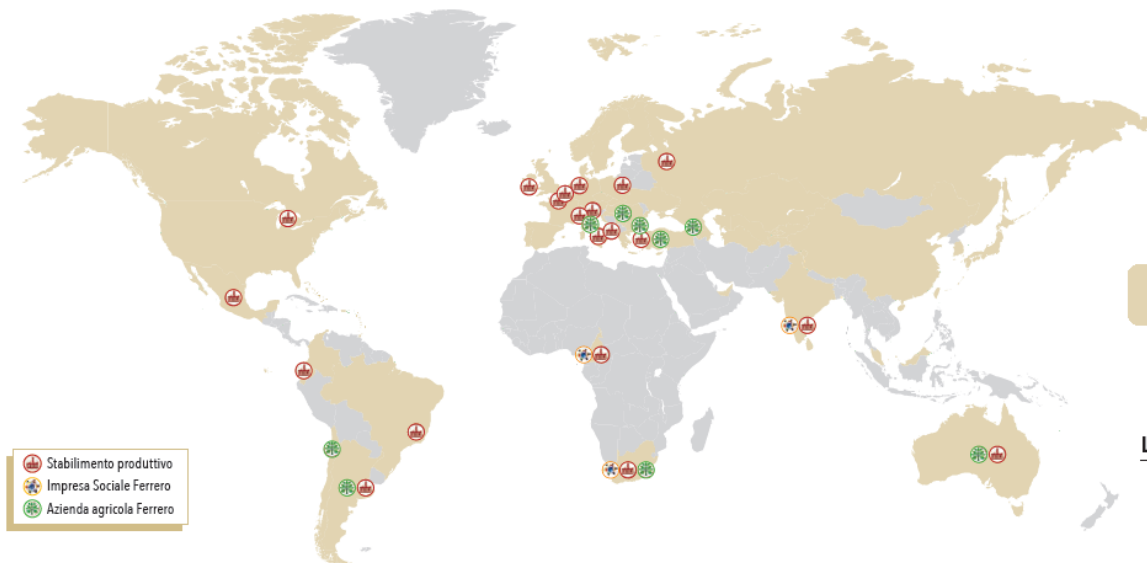 Stabilimento produttivo
Impresa Sociale Ferrero
Azienda agricola Ferrero
L